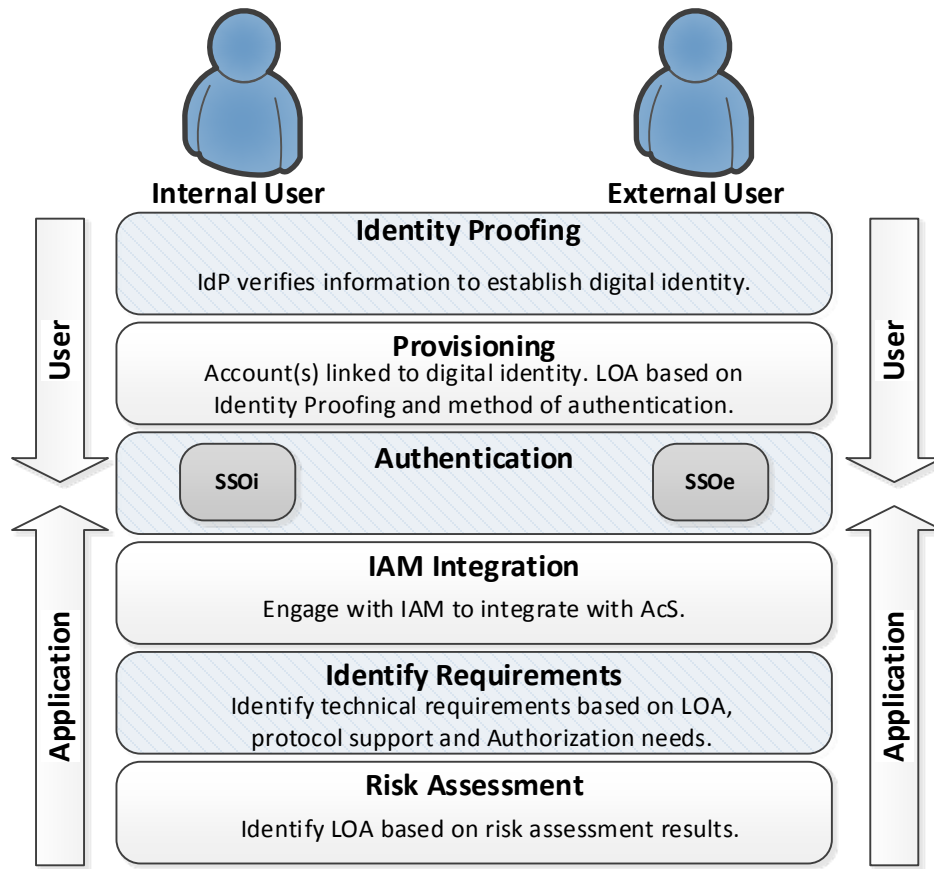 Internal User
External User
Identity Proofing
IdP verifies information to establish digital identity.
User
User
Provisioning
Account(s) linked to digital identity. LOA based on
Identity Proofing and method of authentication.
Authentication
SSOi
SSOe
IAM Integration
Engage with IAM to integrate with AcS.
Application
Application
Identify Requirements
Identify technical requirements based on LOA,
protocol support and Authorization needs.
Risk Assessment
Identify LOA based on risk assessment results.